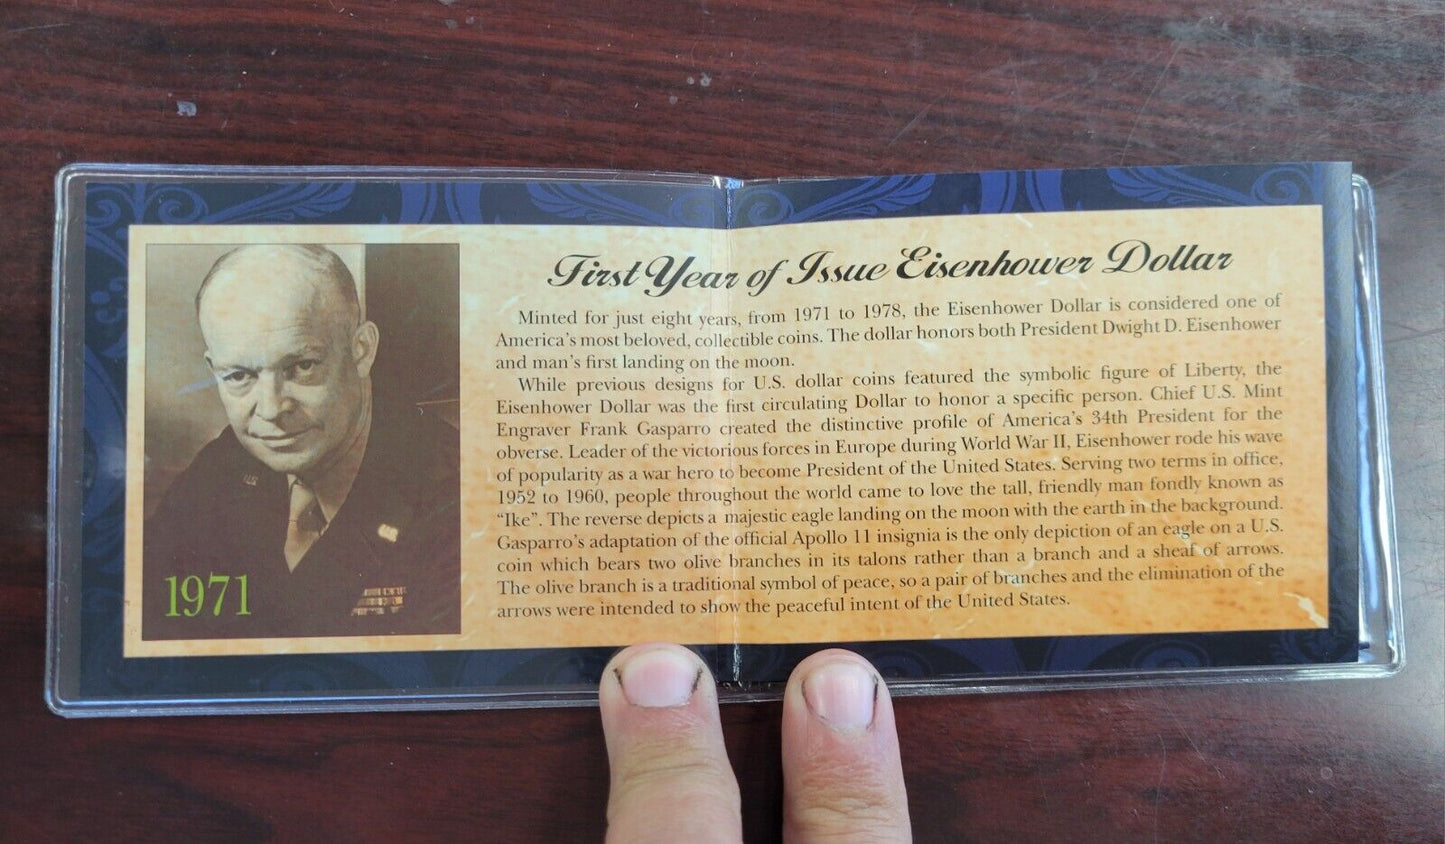 First Year of Issue Eisenhower Dollar
Minted for just eight years, from 1971 to 1978, the Eisenhower Dollar is considered one of
America's most beloved, collectible coins. The dollar honors both President Dwight D. Eisenhower
and man's first landing on the moon.
While previous designs for U.S. dollar coins featured the symbolic figure of Liberty, the
Eisenhower Dollar was the first circulating Dollar to honor a specific person. Chief U.S. Mint
Engraver Frank Gasparro created the distinctive profile of America's 34th President for the
obverse. Leader of the victorious forces in Europe during World War II, Eisenhower rode his wave
of popularity as a war hero to become President of the United States. Serving two terms in office,
1952 to 1960, people throughout the world came to love the tall, friendly man fondly known as
"Ike". The reverse depicts a majestic eagle landing on the moon with the earth in the background.
Gasparro's adaptation of the official Apollo 11 insignia is the only depiction of an eagle on a U.S.
coin which bears two olive branches in its talons rather than a branch and a sheaf of arrows.
The olive branch is a traditional symbol of peace, so a pair of branches and the elimination of the
arrows were intended to show the peaceful intent of the United States.
1971